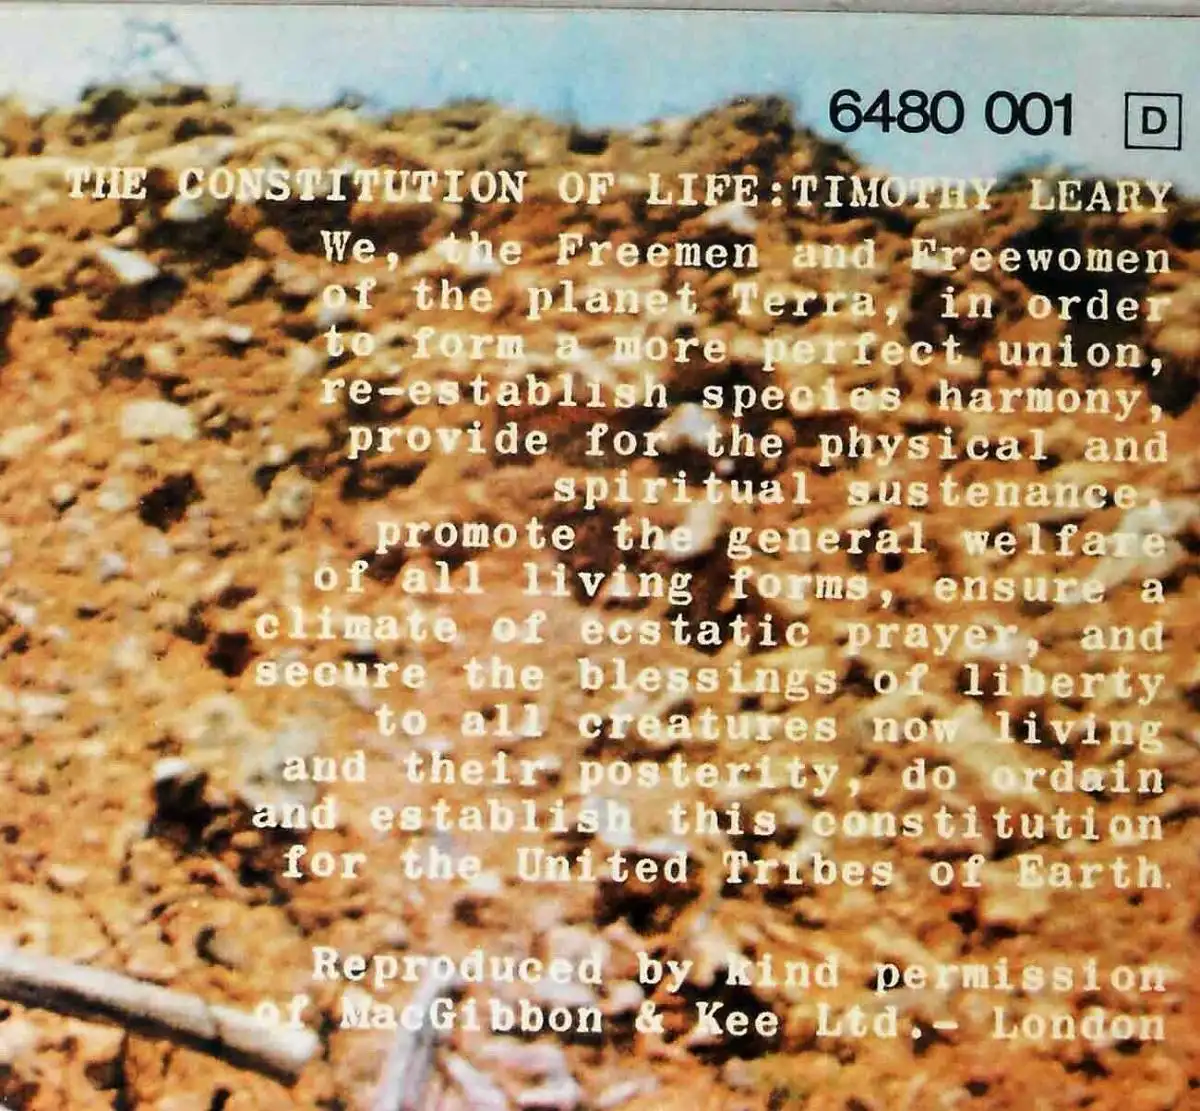 6480 001 D
THE CONSTITUTION OF LIFE:TIMOTHY LEARY
We, the Freemen and Freewomen
of the planet Terra, in order
to form a more perfect union,
re-establish species harmony,
provide for the physical and
spiritual sustenance,
promote the general welfare
of all living forms, ensure a
climate of ecstatic prayer, and
secure the blessings of liberty
to all creatures now living
and their posterity, do ordain
and establish this constitution
for the United Tribes of Earth.
Reproduced by kind permission
of MacGibbon & Kee Ltd.- London